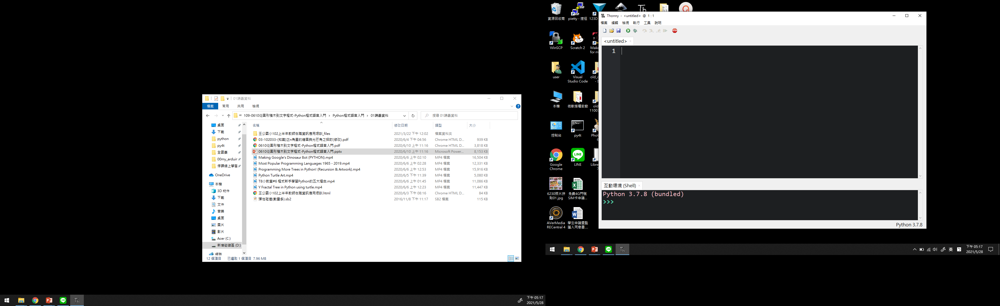 01講義資料
檔案 常用 共用 檢視
109-0610從圖形積木到文字程式-Python程式語言入門 › Python程式語言入門 › 01講義資料
搜尋 01講義資料
名稱 修改日期 類型 大小
王公國小102上半年教師在職資訊應用培訓_files 2021/3/22 下午 12:02 檔案資料夾
03-102033-(知識)正n角星的繪圖與光芒角之探討(修改).pdf 2020/6/4 下午 04:56 Chrome HTML D... 939 KB
0610從圖形積木到文字程式-Python程式語言入門.pdf 2020/6/10 上午 11:16 Chrome HTML D... 3,818 KB
0610從圖形積木到文字程式-Python程式語言入門.pptx 2020/6/10 上午 11:16 Microsoft Power... 8,153 KB
Making Google's Dinosaur Bot (PYTHON).mp4 2020/6/6 上午 02:10 MP4 檔案 16,504 KB
Most Popular Programming Languages 1965 - 2019.mp4 2020/6/6 上午 02:28 MP4 檔案 12,331 KB
Programming More Trees in Python! (Recursion & Artwork).mp4 2020/6/6 上午 12:53 MP4 檔案 15,916 KB
Python Turtle Art.mp4 2020/6/5 下午 11:39 MP4 檔案 5,080 KB
T8小教室#6 程式新手學習Python的五大理由.mp4 2020/6/6 上午 01:45 MP4 檔案 11,086 KB
Y Fractal Tree in Python using turtle.mp4 2020/6/6 上午 12:23 MP4 檔案 11,447 KB
王公國小102上半年教師在職資訊應用培訓.html 2020/6/3 下午 08:16 Chrome HTML D... 84 KB
彈性碰撞(數量多).sb2 2016/11/8 下午 11:17 SB2 檔案 115 KB
桌面
下載
python
py4t
全國賽
00my_arduir
停課線上學習
OneDrive
本機
3D 物件
下載
文件
音樂
桌面
圖片
影片
Acer (C:)
新增磁碟區 (D:)
網路
12 個項目 已選取 1 個項目 7.96 MB
下午 05:17
2021/5/28
資源回收筒 pietty - 捷徑 123D
WinSCP Scratch 2 Make
for m
user Visual
Studio Code
old_
本機 微軟授權啟動 old
11003
控制台 py4t Phot
6
Google
Chrome
LINE Libre
7
6230照片拼
貼01.jpg
免費4G門號
SIM卡申請...
AVerMedia
RECentral 4
學生申請暨監
護人同意書....
Thonny - <untitled> @ 1 : 1
檔案 編輯 檢視 執行 工具 說明
STOP
<untitled>
1
互動環境 (Shell)
Python 3.7.8 (bundled)
>>>
Python 3.7.8
英
下午 05:17
2021/5/28